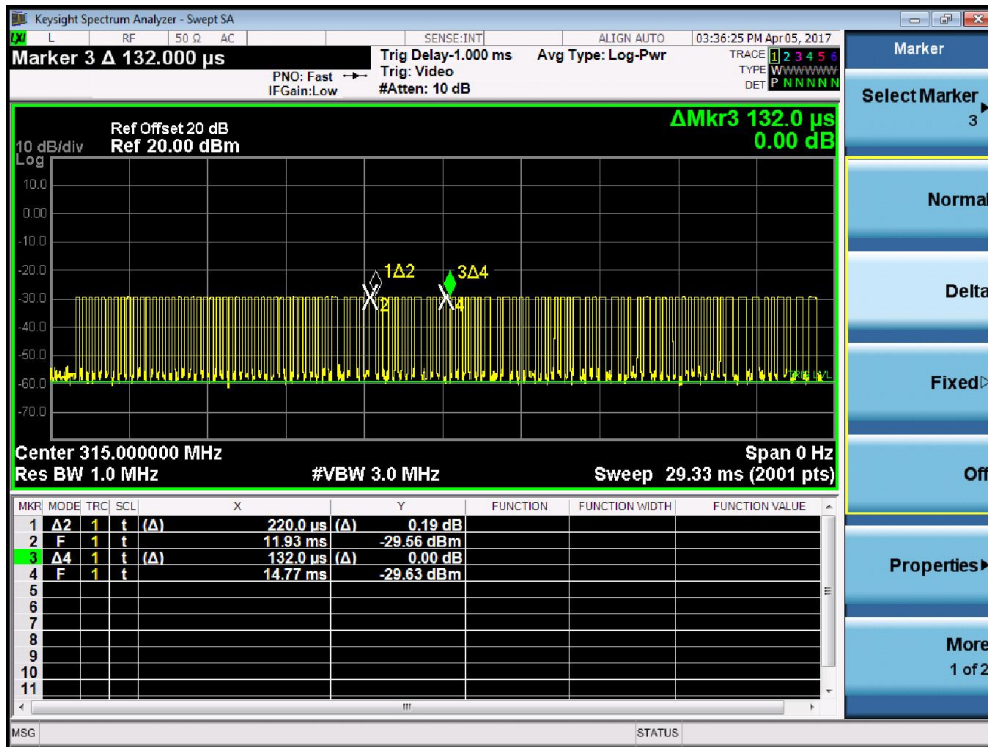 Keysight Spectrum Analyzer - Swept SA
LXI L RF 50 Ω AC SENSE:INT ALIGN AUTO 03:36:25 PM Apr 05, 2017
Marker 3 Δ 132.000 µs
PNO: Fast
IFGain:Low
Trig Delay-1.000 ms
Trig: Video
#Atten: 10 dB
Avg Type: Log-Pwr
TRACE 1 2 3 4 5 6
TYPE WWWWWW
DET P N N N N N
Ref Offset 20 dB
10 dB/div Ref 20.00 dBm
Log
ΔMkr3 132.0 µs
0.00 dB
10.0
0.00
-10.0
-20.0
-30.0
-40.0
-50.0
-60.0
-70.0
1Δ2
2
3Δ4
4
Center 315.000000 MHz Span 0 Hz
Res BW 1.0 MHz #VBW 3.0 MHz Sweep 29.33 ms (2001 pts)
MKR MODE TRC SCL X Y FUNCTION FUNCTION WIDTH FUNCTION VALUE
1 Δ2 1 t (Δ) 220.0 µs (Δ) 0.19 dB
2 F 1 t 11.93 ms -29.56 dBm
3 Δ4 1 t (Δ) 132.0 µs (Δ) 0.00 dB
4 F 1 t 14.77 ms -29.63 dBm
5
6
7
8
9
10
11
MSG STATUS
Marker
Select Marker
3
Normal
Delta
Fixed
Off
Properties
More
1 of 2